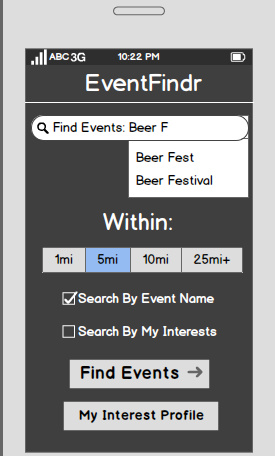 ABC 3G 10:22 PM
EventFindr
Find Events: Beer F
Beer Fest
Beer Festival
Within:
1mi 5mi 10mi 25mi+
Search By Event Name
Search By My Interests
Find Events
My Interest Profile